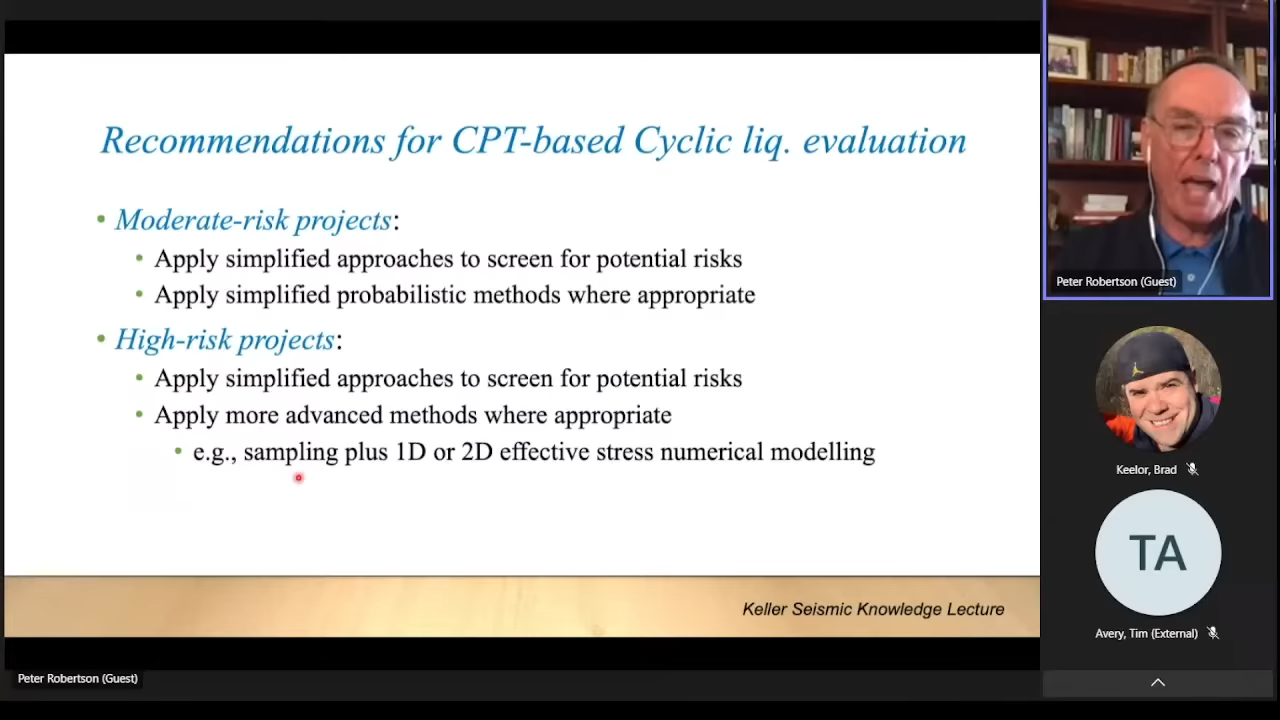 Recommendations for CPT-based Cyclic liq. evaluation
• Moderate-risk projects:
• Apply simplified approaches to screen for potential risks
• Apply simplified probabilistic methods where appropriate
• High-risk projects:
• Apply simplified approaches to screen for potential risks
• Apply more advanced methods where appropriate
• e.g., sampling plus 1D or 2D effective stress numerical modelling
Keller Seismic Knowledge Lecture
Peter Robertson (Guest)
Peter Robertson (Guest)
Keelor, Brad
TA
Avery, Tim (External)